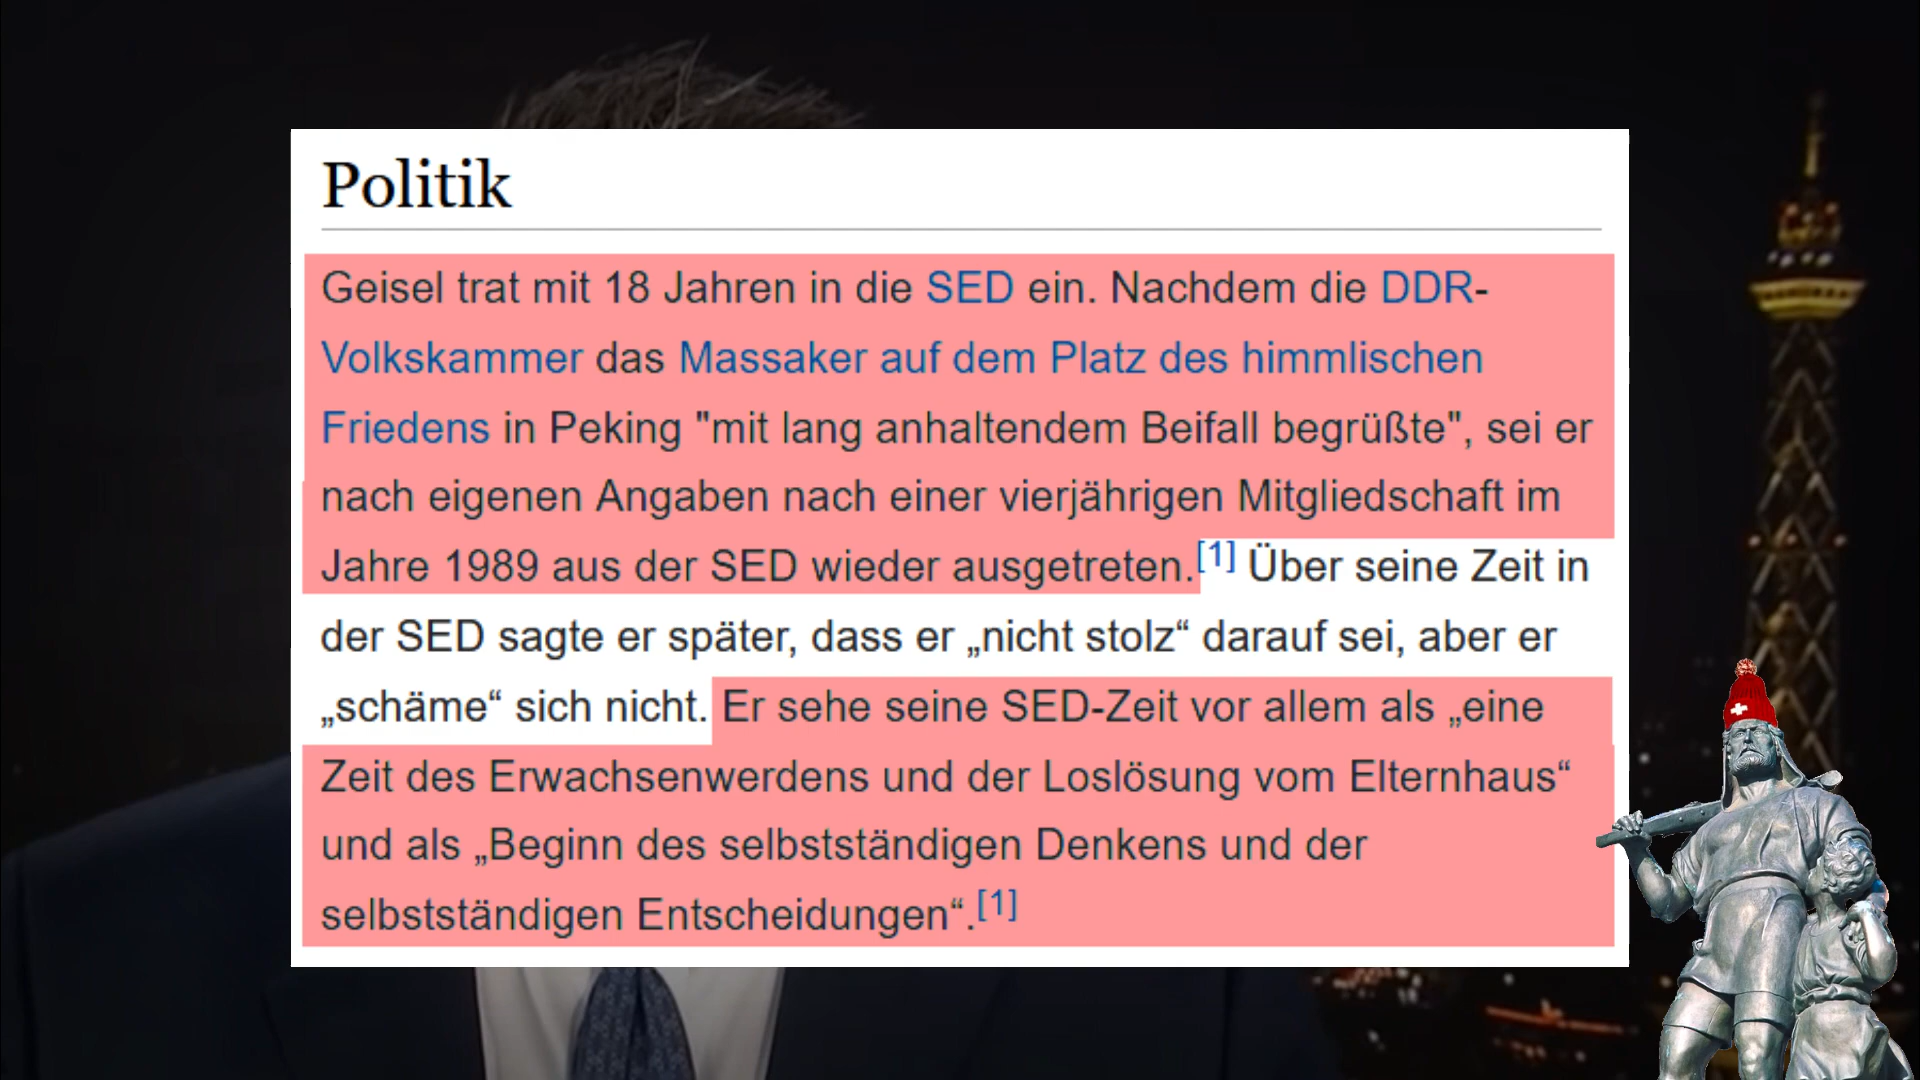 Politik
Geisel trat mit 18 Jahren in die SED ein. Nachdem die DDR-
Volkskammer das Massaker auf dem Platz des himmlischen
Friedens in Peking "mit lang anhaltendem Beifall begrüßte", sei er
nach eigenen Angaben nach einer vierjährigen Mitgliedschaft im
Jahre 1989 aus der SED wieder ausgetreten.[1] Über seine Zeit in
der SED sagte er später, dass er „nicht stolz“ darauf sei, aber er
„schäme“ sich nicht. Er sehe seine SED-Zeit vor allem als „eine
Zeit des Erwachsenwerdens und der Loslösung vom Elternhaus“
und als „Beginn des selbstständigen Denkens und der
selbstständigen Entscheidungen“.[1]